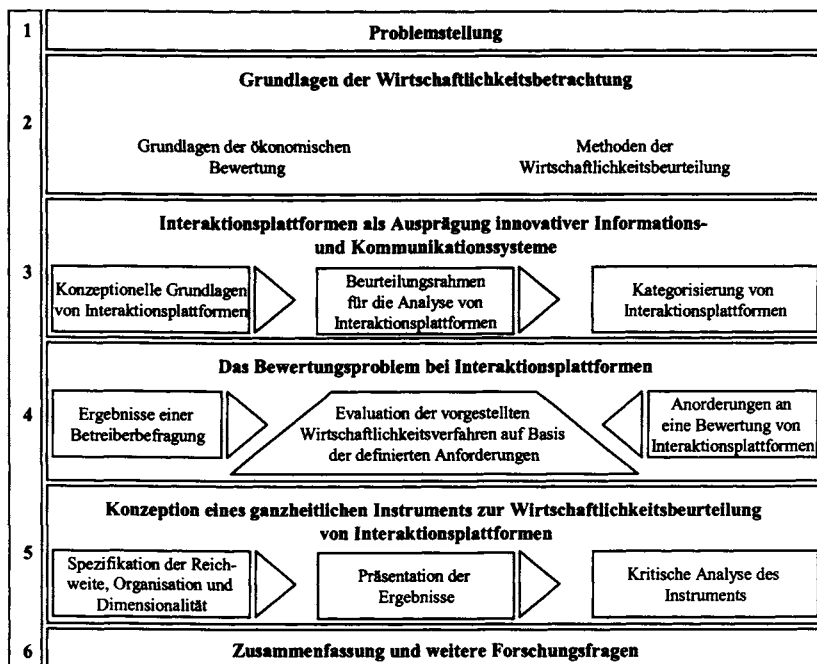 1
Problemstellung
Grundlagen der Wirtschaftlichkeitsbetrachtung
2
Grundlagen der ökonomischen
Bewertung
Methoden der
Wirtschaftlichkeitsbeurteilung
Interaktionsplattformen als Ausprägung innovativer Informations-
und Kommunikationssysteme
3
Konzeptionelle Grundlagen
von Interaktionsplattformen
Beurteilungsrahmen
für die Analyse von
Interaktionsplattformen
Kategorisierung von
Interaktionsplattformen
Das Bewertungsproblem bei Interaktionsplattformen
4
Ergebnisse einer
Betreiberbefragung
Evaluation der vorgestellten
Wirtschaftlichkeitsverfahren auf Basis
der definierten Anforderungen
Anorderungen an
eine Bewertung von
Interaktionsplattformen
Konzeption eines ganzheitlichen Instruments zur Wirtschaftlichkeitsbeurteilung
von Interaktionsplattformen
5
Spezifikation der Reich-
weite, Organisation und
Dimensionalität
Präsentation der
Ergebnisse
Kritische Analyse des
Instruments
6
Zusammenfassung und weitere Forschungsfragen